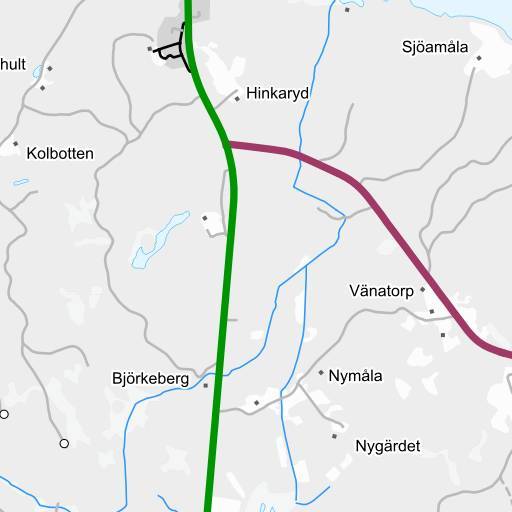 Sjöamåla
hult
Hinkaryd
Kolbotten
Vänatorp
Björkeberg
Nymåla
Nygärdet